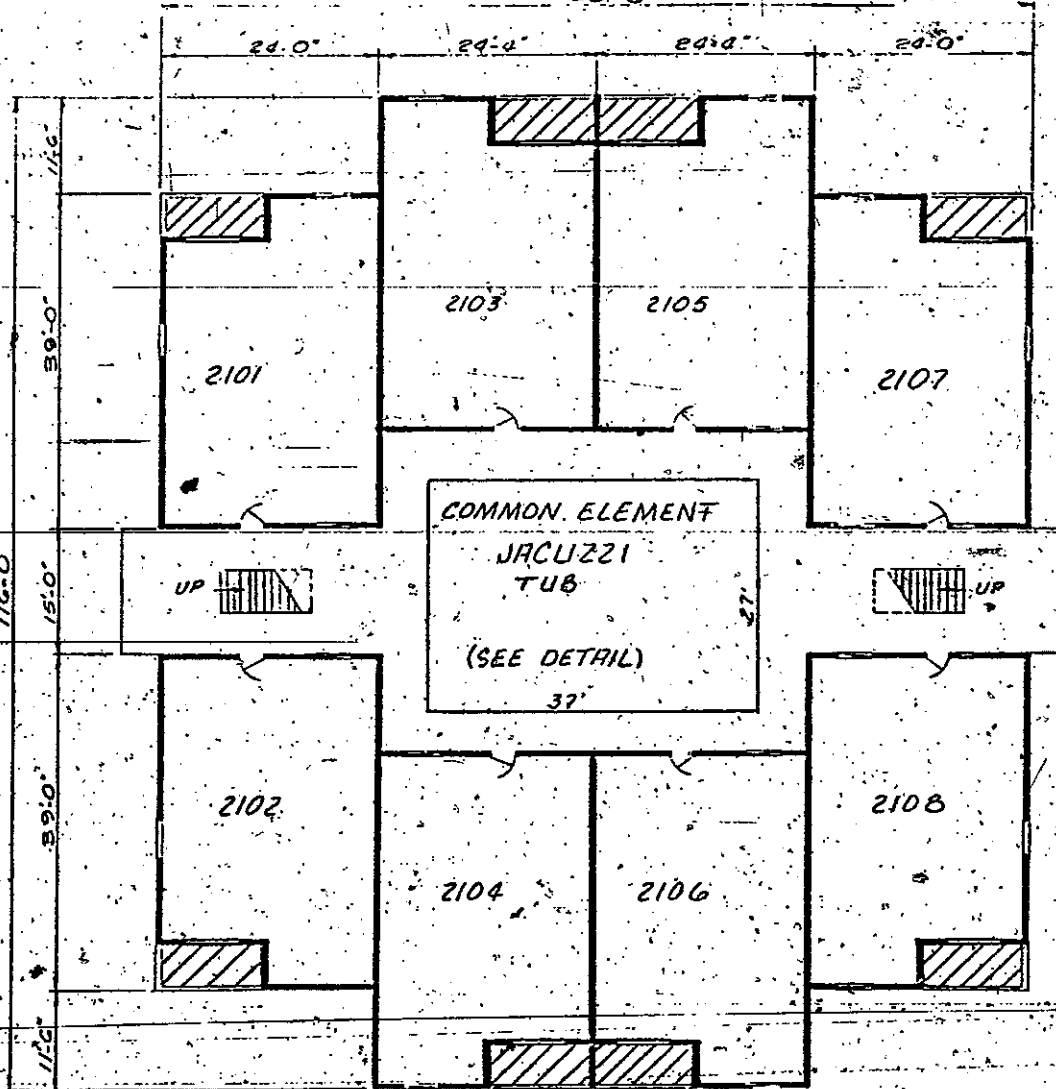 24'-0" 24'-4" 24'-4" 24'-0"
11'-6"
39'-0"
116'-0"
15'-0"
39'-0"
11'-6"
2103 2105
2101 2107
COMMON ELEMENT
JACUZZI
TUB
(SEE DETAIL)
37'
27'
UP UP
2102 2108
2104 2106